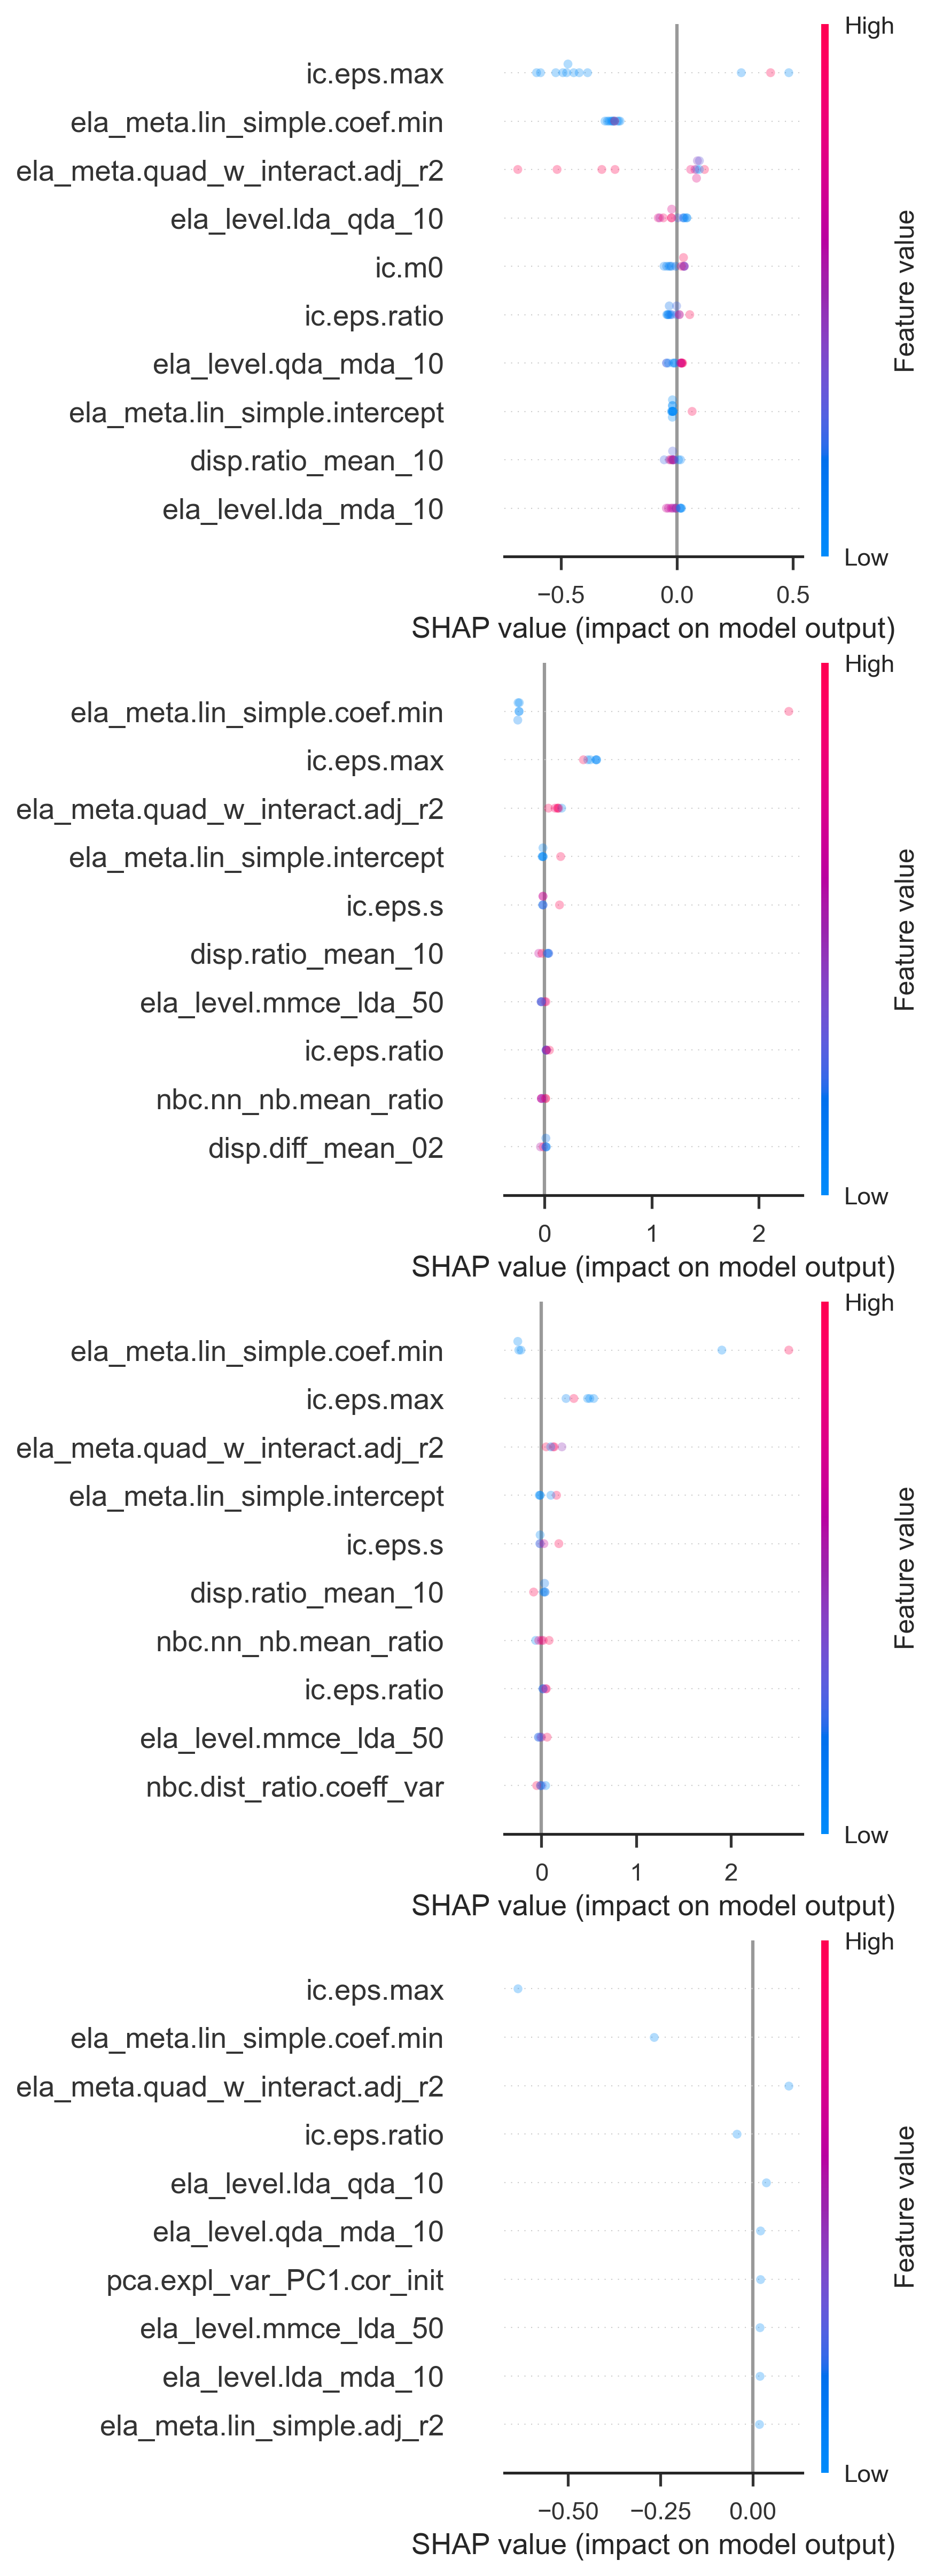 High
ic.eps.max
ela_meta.lin_simple.coef.min
ela_meta.quad_w_interact.adj_r2
ela_level.lda_qda_10
ic.m0
ic.eps.ratio
ela_level.qda_mda_10
ela_meta.lin_simple.intercept
disp.ratio_mean_10
ela_level.lda_mda_10
Feature value
Low
−0.5 0.0 0.5
SHAP value (impact on model output)
High
ela_meta.lin_simple.coef.min
ic.eps.max
ela_meta.quad_w_interact.adj_r2
ela_meta.lin_simple.intercept
ic.eps.s
disp.ratio_mean_10
ela_level.mmce_lda_50
ic.eps.ratio
nbc.nn_nb.mean_ratio
disp.diff_mean_02
Feature value
Low
0 1 2
SHAP value (impact on model output)
High
ela_meta.lin_simple.coef.min
ic.eps.max
ela_meta.quad_w_interact.adj_r2
ela_meta.lin_simple.intercept
ic.eps.s
disp.ratio_mean_10
nbc.nn_nb.mean_ratio
ic.eps.ratio
ela_level.mmce_lda_50
nbc.dist_ratio.coeff_var
Feature value
Low
0 1 2
SHAP value (impact on model output)
High
ic.eps.max
ela_meta.lin_simple.coef.min
ela_meta.quad_w_interact.adj_r2
ic.eps.ratio
ela_level.lda_qda_10
ela_level.qda_mda_10
pca.expl_var_PC1.cor_init
ela_level.mmce_lda_50
ela_level.lda_mda_10
ela_meta.lin_simple.adj_r2
Feature value
Low
−0.50 −0.25 0.00
SHAP value (impact on model output)